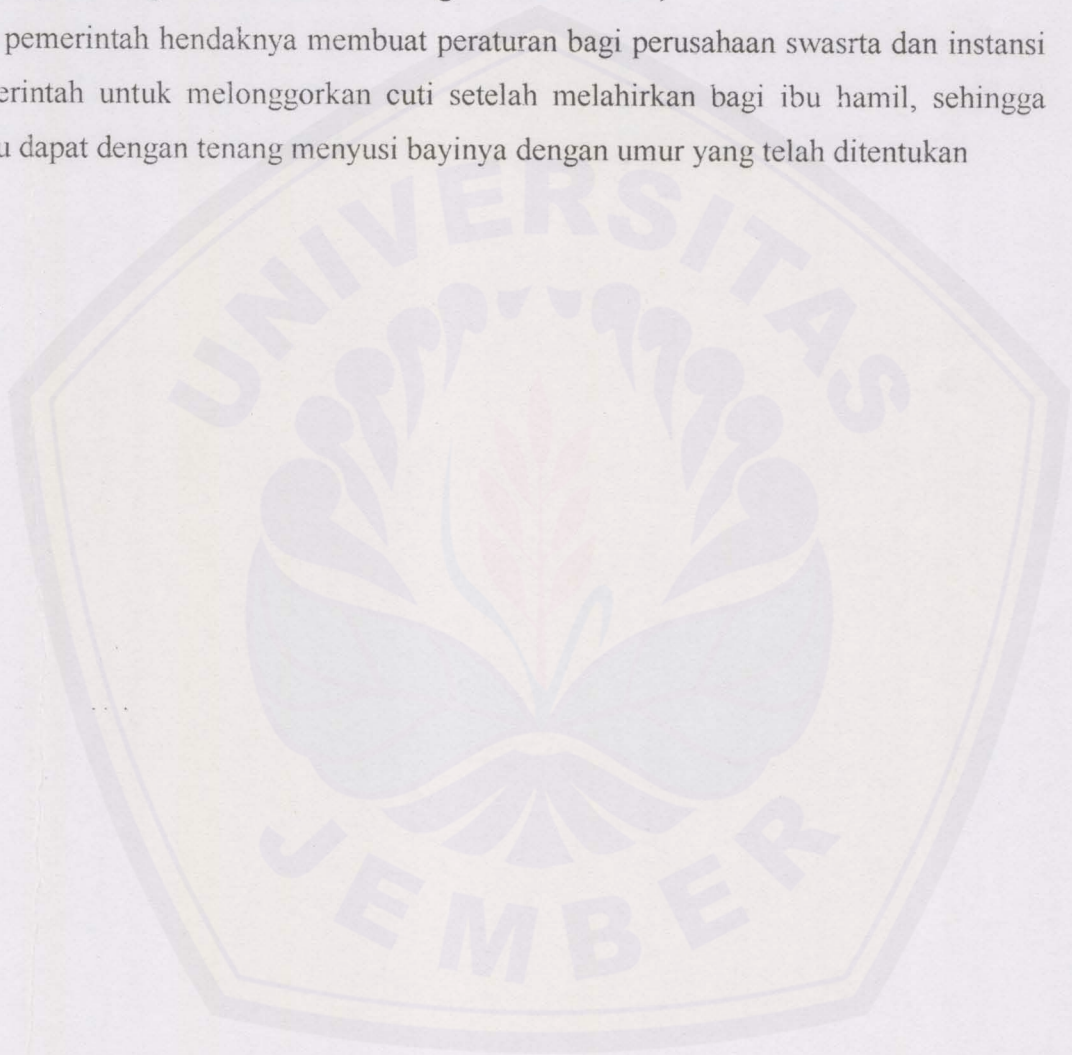 pemerintah hendaknya membuat peraturan bagi perusahaan swasrta dan instansi
erintah untuk melonggorkan cuti setelah melahirkan bagi ibu hamil, sehingga
u dapat dengan tenang menyusi bayinya dengan umur yang telah ditentukan
UNIVERSITAS
JEMBER